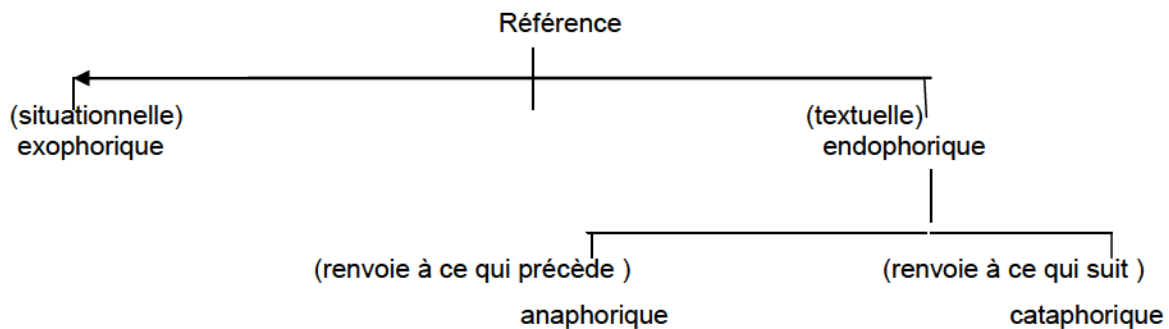 Référence
(situationnelle) (textuelle)
exophorique endophorique
(renvoie à ce qui précède ) (renvoie à ce qui suit )
anaphorique cataphorique